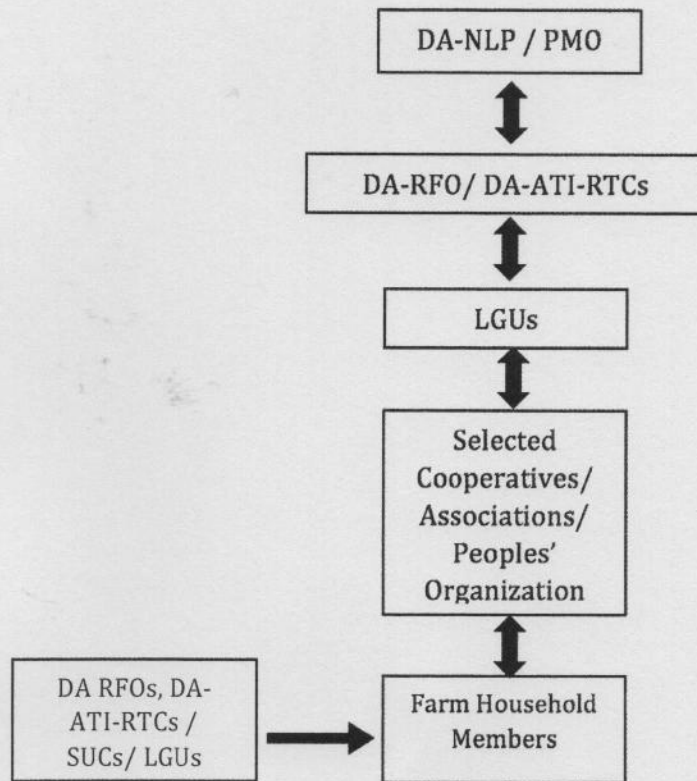 DA-NLP / PMO
DA-RFO/ DA-ATI-RTCs
LGUs
Selected
Cooperatives/
Associations/
Peoples’
Organization
DA RFOs, DA-
ATI-RTCs /
SUCs/ LGUs
Farm Household
Members